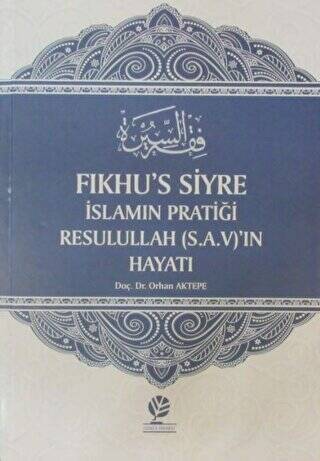 فقه السيرة
FIKHU'S SİYRE
İSLAMIN PRATİĞİ
RESULULLAH (S.A.V)'IN
HAYATI
Doç. Dr. Orhan AKTEPE